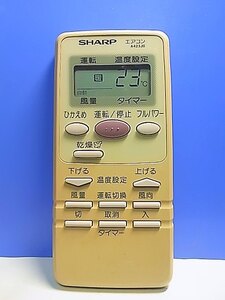 SHARP エアコン
A423JB
運転 温度設定
自動 23℃
風量 タイマー
ひかえめ 運転/停止 フルパワー
乾燥
下げる 上げる
温度設定
風量 運転切換 風向
切 取消 入
タイマー